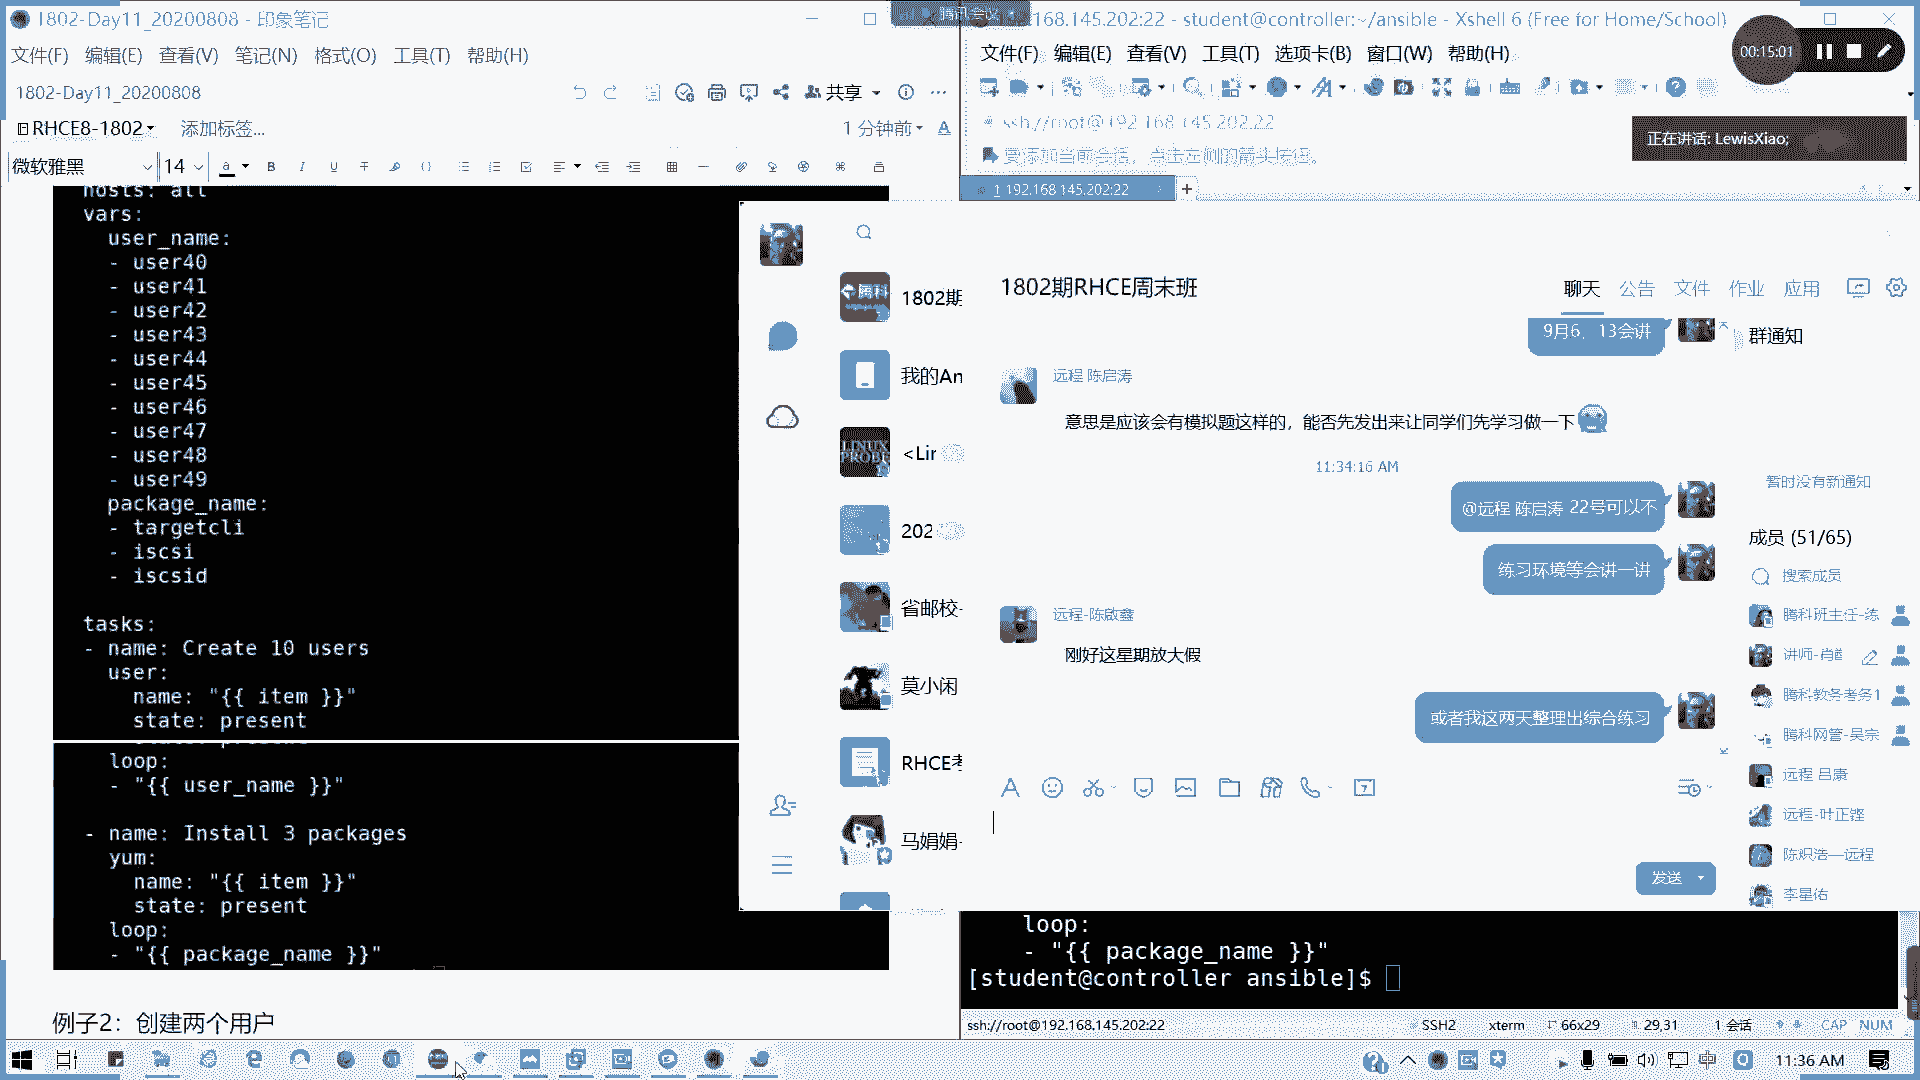 1802-Day11_20200808 - 印象笔记
文件(F) 编辑(E) 查看(V) 笔记(N) 格式(O) 工具(T) 帮助(H)
1802-Day11_20200808
共享
RHCE8-1802
添加标签...
1 分钟前
微软雅黑
14
hosts: all
vars:
user_name:
- user40
- user41
- user42
- user43
- user44
- user45
- user46
- user47
- user48
- user49
package_name:
- targetcli
- iscsi
- iscsid
tasks:
- name: Create 10 users
user:
name: "{{ item }}"
state: present
loop:
- "{{ user_name }}"
- name: Install 3 packages
yum:
name: "{{ item }}"
state: present
loop:
- "{{ package_name }}"
例子2：创建两个用户
腾讯会议
168.145.202:22 - student@controller:~/ansible - Xshell 6 (Free for Home/School)
文件(F) 编辑(E) 查看(V) 工具(T) 选项卡(B) 窗口(W) 帮助(H)
00:15:01
ssh://root@192.168.145.202:22
要添加当前会话，点击左侧的箭头按钮。
正在讲话: LewisXiao;
1 192.168.145.202:22
1802期
我的An
<Lir
202
省邮校-
莫小闲
RHCE考
马娟娟-
1802期RHCE周末班
聊天 公告 文件 作业 应用
9月6、13会讲
远程 陈启涛
意思是应该会有模拟题这样的，能否先发出来让同学们先学习做一下
11:34:16 AM
@远程 陈启涛 22号可以不
练习环境等会讲一讲
远程-陈啟鑫
刚好这星期放大假
或者我这两天整理出综合练习
发送
群通知
暂时没有新通知
成员 (51/65)
搜索成员
腾科班主任-练
讲师-肖
腾科教务考务1
腾科网管-吴宗
远程 吕康
远程-叶正铿
陈炽浩—远程
李星佑
loop:
- "{{ package_name }}"
[student@controller ansible]$
ssh://root@192.168.145.202:22
SSH2
xterm
66x29
29,31
1 会话
CAP NUM
中
11:36 AM